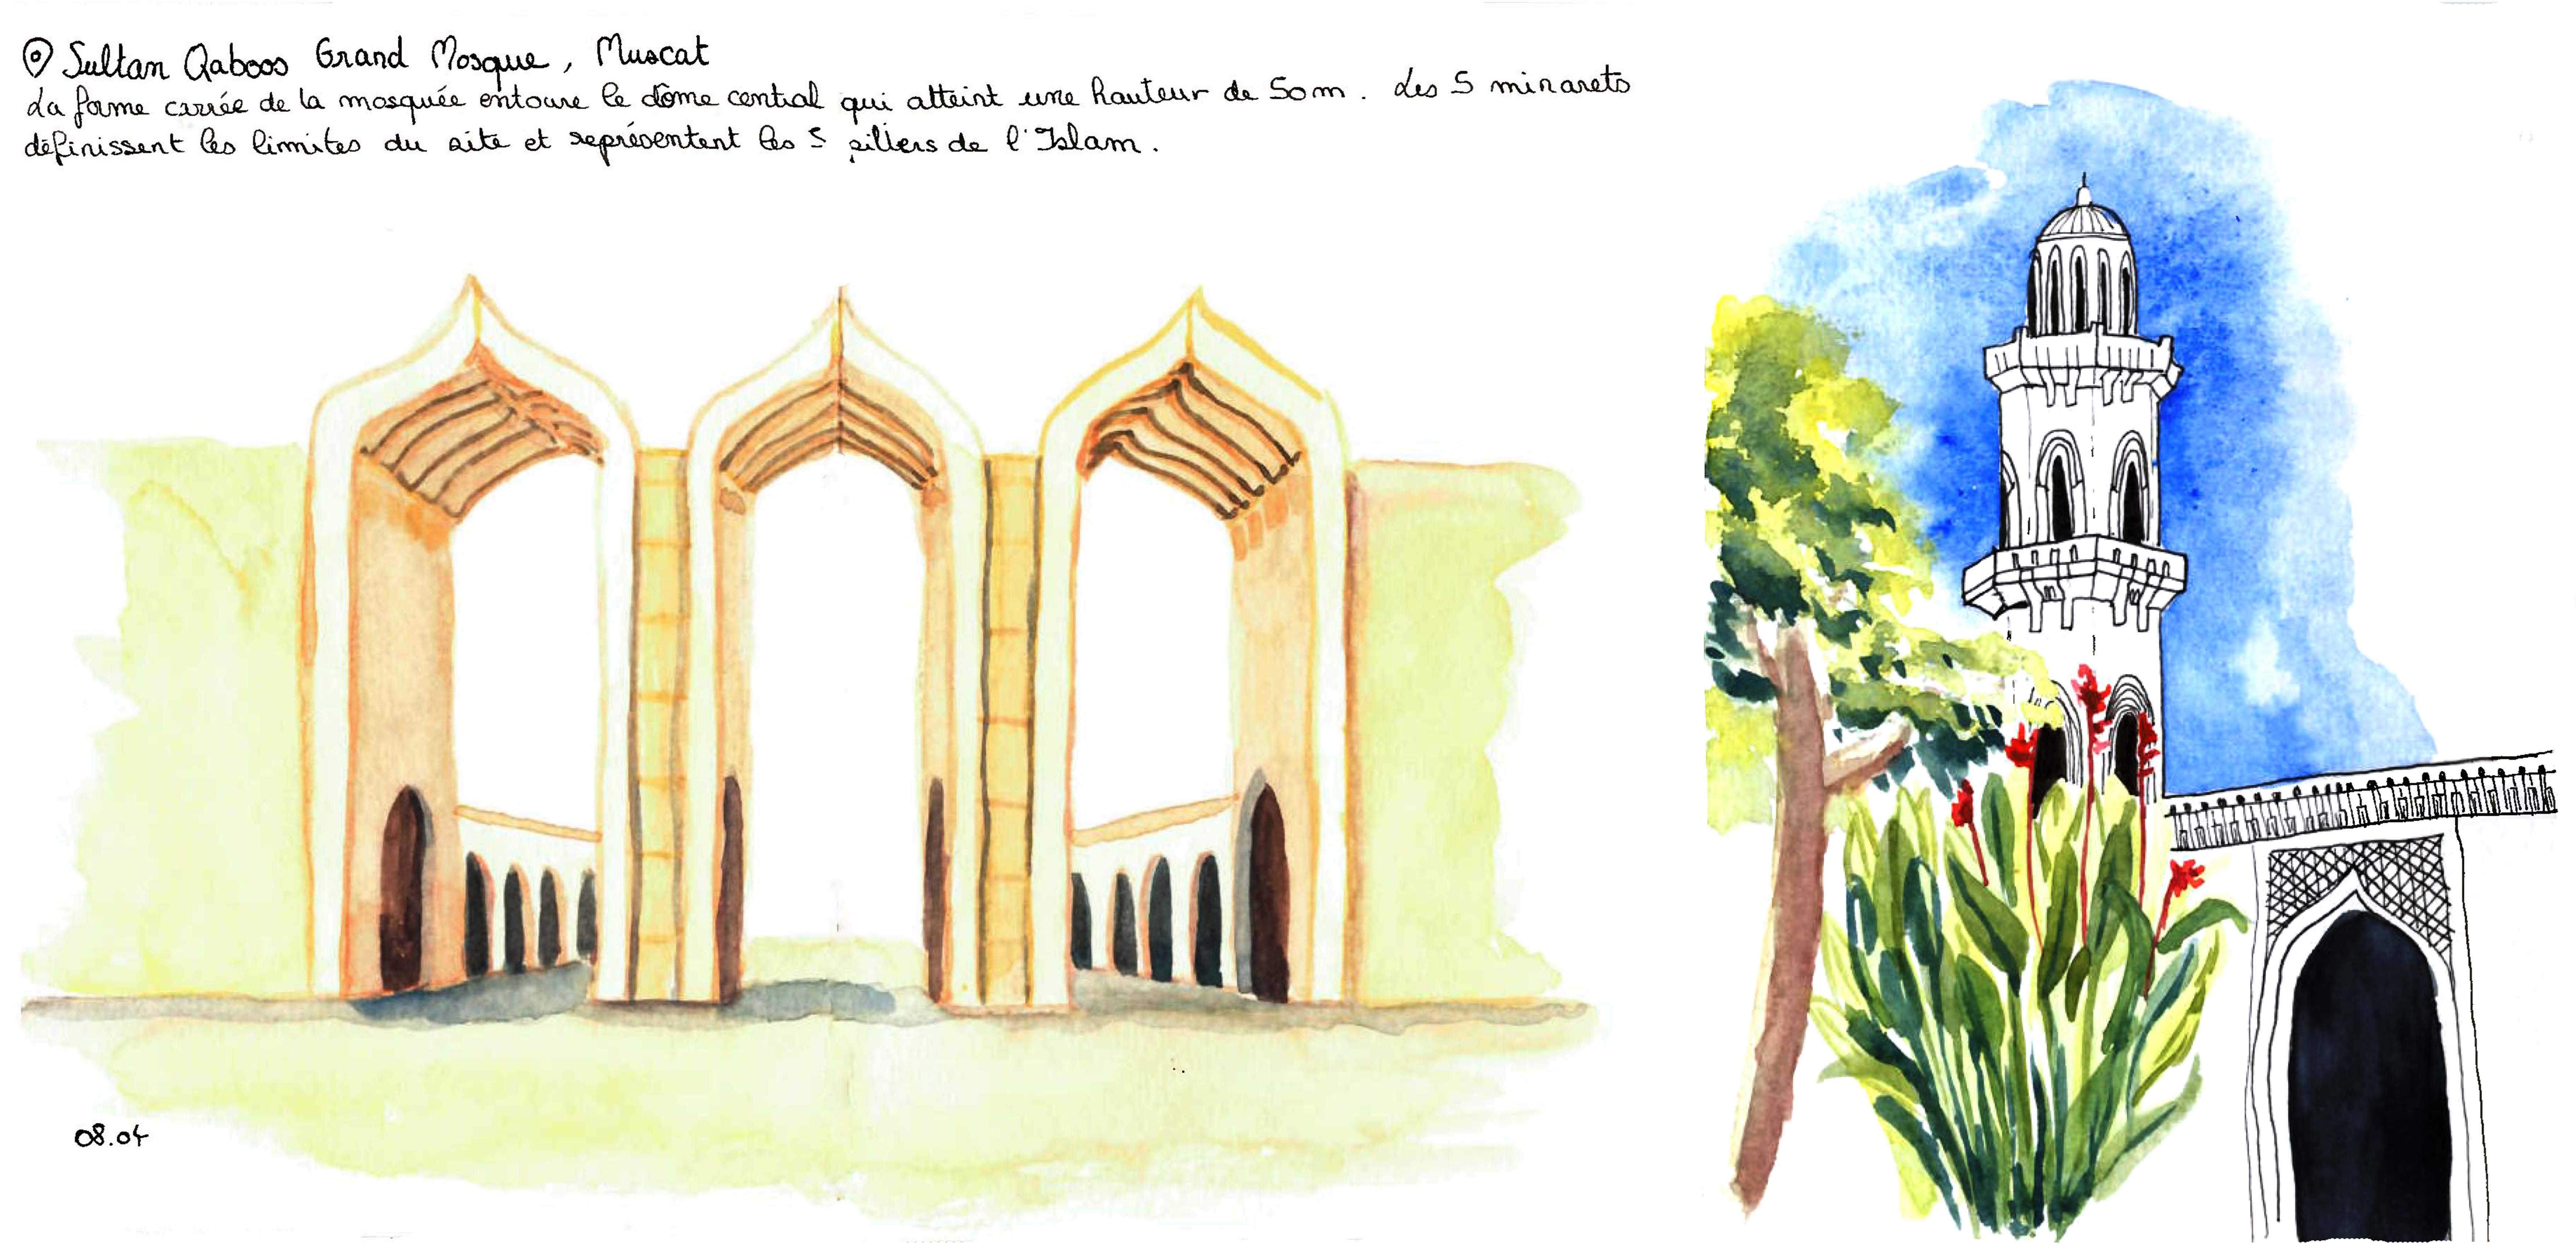 Sultan Qaboos Grand Mosque, Muscat
La forme carrée de la mosquée entoure le dôme central qui atteint une hauteur de 50m. Les 5 minarets
définissent les limites du site et représentent les 5 piliers de l'Islam.
08.04